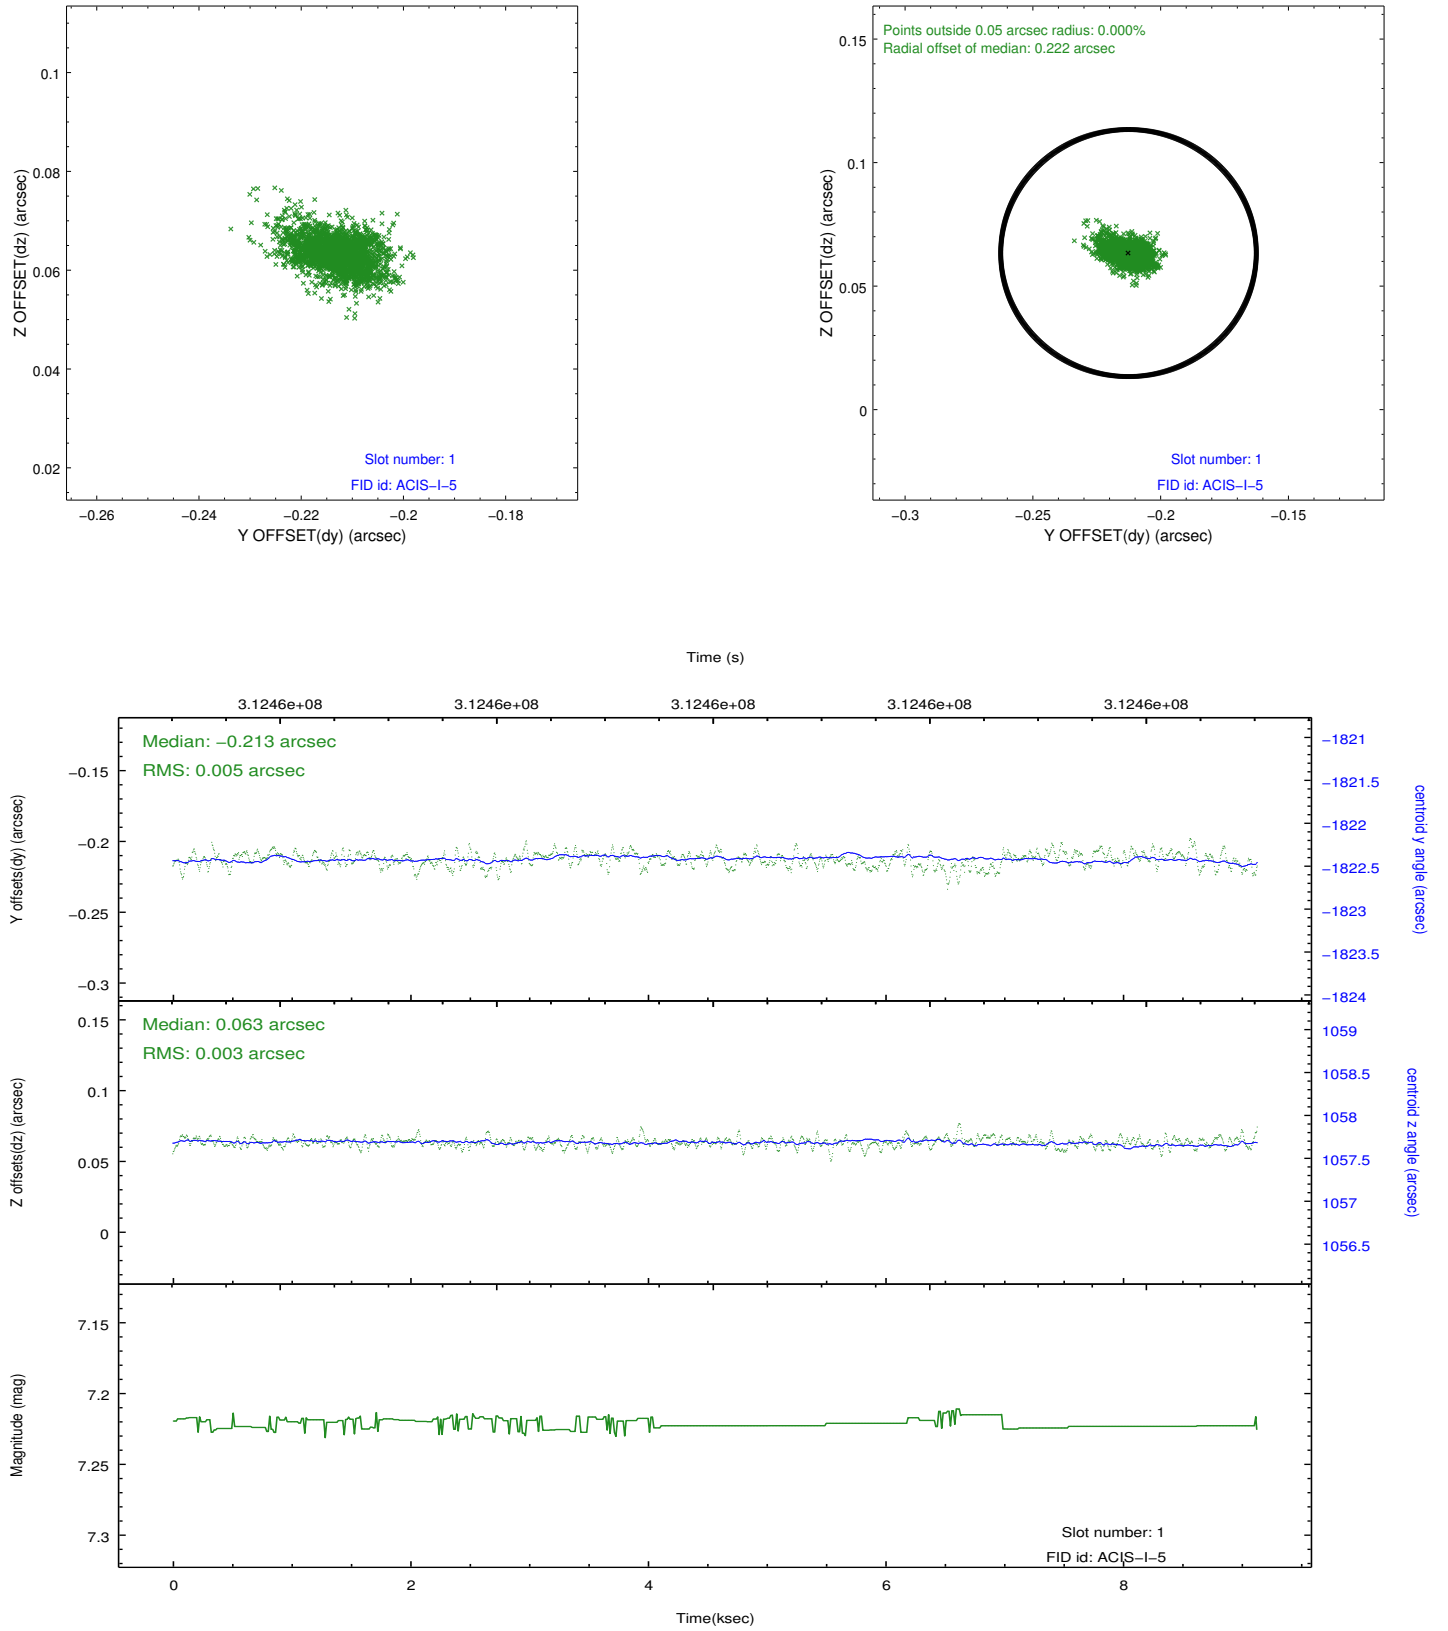 0.1
0.08
0.06
0.04
0.02
Z OFFSET(dz) (arcsec)
−0.26
−0.24
−0.22
−0.2
−0.18
Y OFFSET(dy) (arcsec)
Slot number: 1
FID id: ACIS−I−5
Points outside 0.05 arcsec radius: 0.000%
Radial offset of median: 0.222 arcsec
0.15
0.1
0.05
0
Z OFFSET(dz) (arcsec)
−0.3
−0.25
−0.2
−0.15
Y OFFSET(dy) (arcsec)
Slot number: 1
FID id: ACIS−I−5
Time (s)
3.1246e+08
3.1246e+08
3.1246e+08
3.1246e+08
3.1246e+08
Median: −0.213 arcsec
RMS: 0.005 arcsec
−0.15
−0.2
−0.25
−0.3
Y offsets(dy) (arcsec)
−1821
−1821.5
−1822
−1822.5
−1823
−1823.5
−1824
centroid y angle (arcsec)
Median: 0.063 arcsec
RMS: 0.003 arcsec
0.15
0.1
0.05
0
Z offsets(dz) (arcsec)
1059
1058.5
1058
1057.5
1057
1056.5
centroid z angle (arcsec)
7.15
7.2
7.25
7.3
Magnitude (mag)
Slot number: 1
FID id: ACIS−I−5
0
2
4
6
8
Time(ksec)